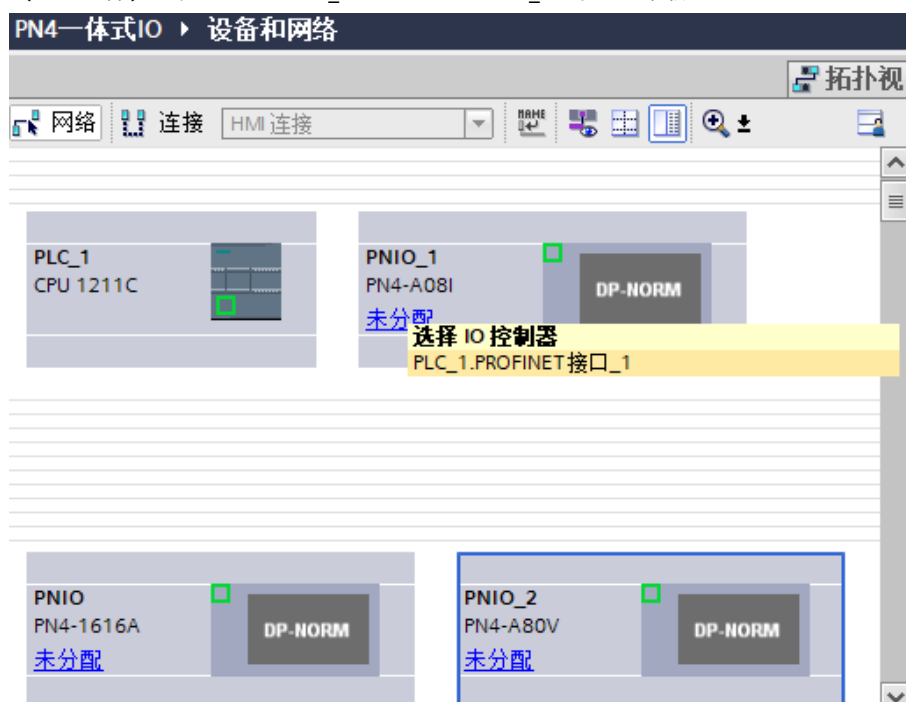 PN4一体式IO ▸ 设备和网络
拓扑视
网络 连接 HMI 连接
NAME
PLC_1
CPU 1211C
PNIO_1
PN4-A08I
DP-NORM
未分配
选择 IO 控制器
PLC_1.PROFINET接口_1
PNIO
PN4-1616A
DP-NORM
未分配
PNIO_2
PN4-A80V
DP-NORM
未分配